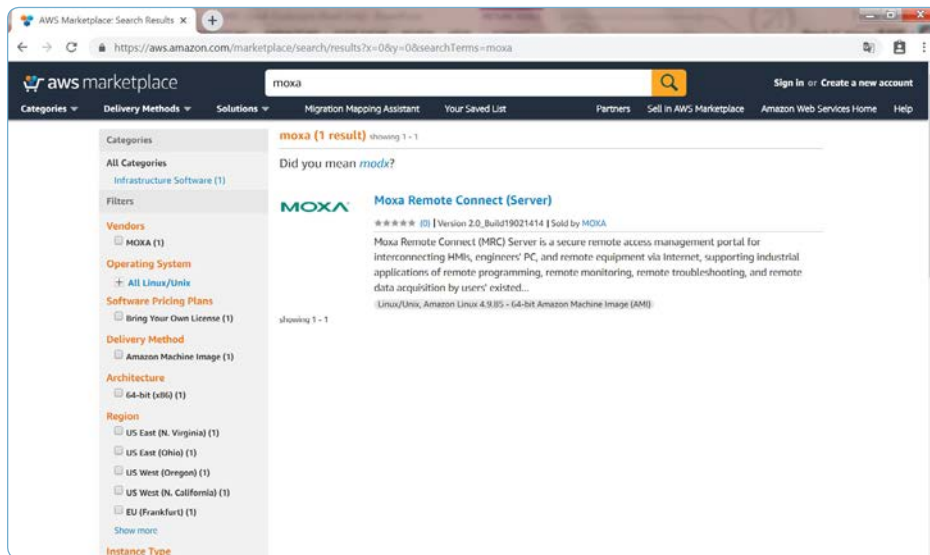 AWS Marketplace: Search Results
https://aws.amazon.com/marketplace/search/results?x=0&y=0&searchTerms=moxa
aws marketplace
moxa
Sign in or Create a new account
Categories Delivery Methods Solutions Migration Mapping Assistant Your Saved List Partners Sell in AWS Marketplace Amazon Web Services Home Help
Categories
All Categories
Infrastructure Software (1)
Filters
Vendors
MOXA (1)
Operating System
+ All Linux/Unix
Software Pricing Plans
Bring Your Own License (1)
Delivery Method
Amazon Machine Image (1)
Architecture
64-bit (x86) (1)
Region
US East (N. Virginia) (1)
US East (Ohio) (1)
US West (Oregon) (1)
US West (N. California) (1)
EU (Frankfurt) (1)
Show more
Instance Type
moxa (1 result) showing 1 - 1
Did you mean modx?
MOXA
Moxa Remote Connect (Server)
(0) | Version 2.0_Build19021414 | Sold by MOXA
Moxa Remote Connect (MRC) Server is a secure remote access management portal for
interconnecting HMIs, engineers' PC, and remote equipment via Internet, supporting industrial
applications of remote programming, remote monitoring, remote troubleshooting, and remote
data acquisition by users' existed...
Linux/Unix, Amazon Linux 4.9.85 - 64-bit Amazon Machine Image (AMI)
showing 1 - 1